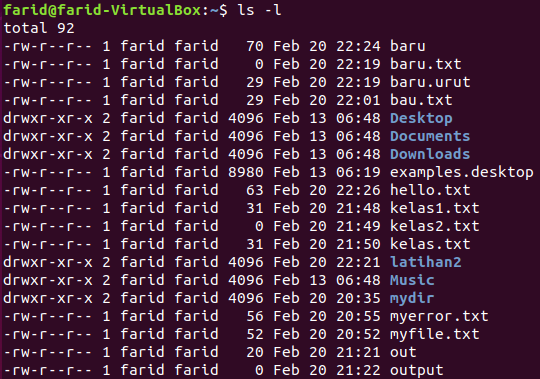 farid@farid-VirtualBox:~$ ls -l
total 92
-rw-r--r-- 1 farid farid   70 Feb 20 22:24 baru
-rw-r--r-- 1 farid farid    0 Feb 20 22:19 baru.txt
-rw-r--r-- 1 farid farid   29 Feb 20 22:19 baru.urut
-rw-r--r-- 1 farid farid   29 Feb 20 22:01 bau.txt
drwxr-xr-x 2 farid farid 4096 Feb 13 06:48 Desktop
drwxr-xr-x 2 farid farid 4096 Feb 13 06:48 Documents
drwxr-xr-x 2 farid farid 4096 Feb 13 06:48 Downloads
-rw-r--r-- 1 farid farid 8980 Feb 13 06:19 examples.desktop
-rw-r--r-- 1 farid farid   63 Feb 20 22:26 hello.txt
-rw-r--r-- 1 farid farid   31 Feb 20 21:48 kelas1.txt
-rw-r--r-- 1 farid farid    0 Feb 20 21:49 kelas2.txt
-rw-r--r-- 1 farid farid   31 Feb 20 21:50 kelas.txt
drwxr-xr-x 2 farid farid 4096 Feb 20 22:21 latihan2
drwxr-xr-x 2 farid farid 4096 Feb 13 06:48 Music
drwxr-xr-x 2 farid farid 4096 Feb 20 20:35 mydir
-rw-r--r-- 1 farid farid   56 Feb 20 20:55 myerror.txt
-rw-r--r-- 1 farid farid   52 Feb 20 20:52 myfile.txt
-rw-r--r-- 1 farid farid   20 Feb 20 21:21 out
-rw-r--r-- 1 farid farid    0 Feb 20 21:22 output